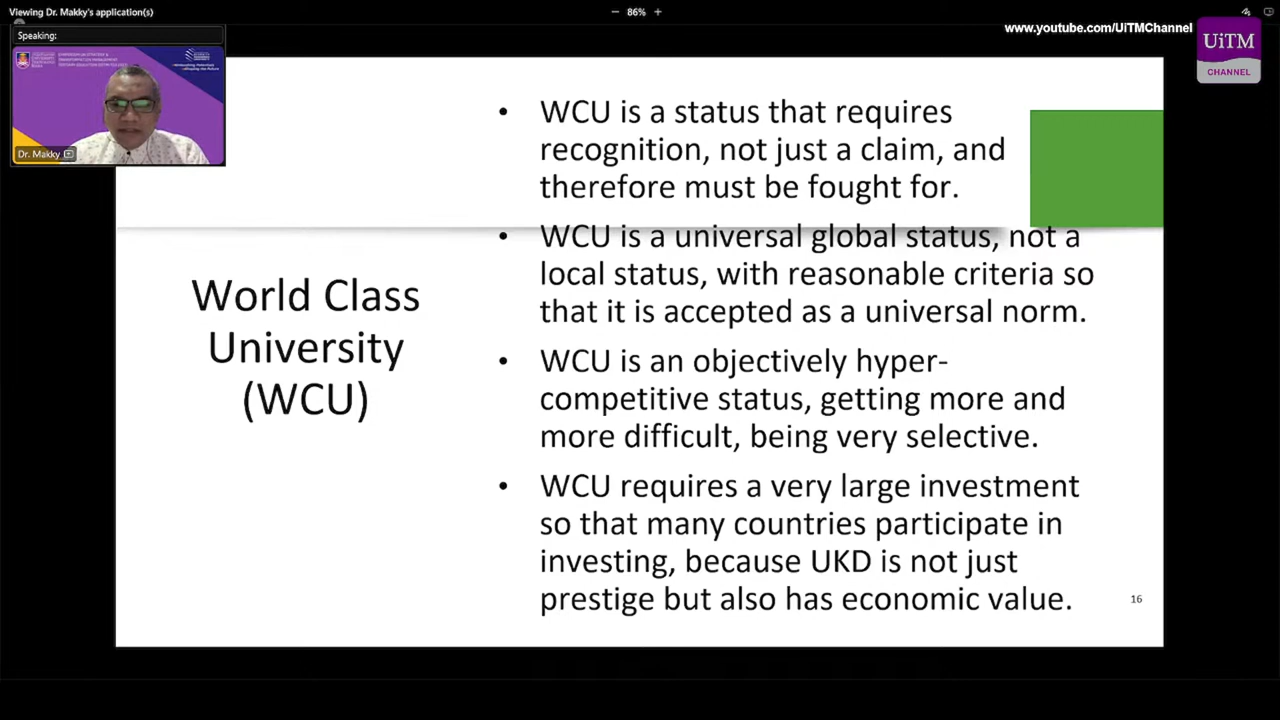 Viewing Dr. Makky's application(s)
86%
www.youtube.com/UiTMChannel
UiTM
CHANNEL
Speaking:
Dr. Makky
World Class
University
(WCU)
• WCU is a status that requires
recognition, not just a claim, and
therefore must be fought for.
• WCU is a universal global status, not a
local status, with reasonable criteria so
that it is accepted as a universal norm.
• WCU is an objectively hyper-
competitive status, getting more and
more difficult, being very selective.
• WCU requires a very large investment
so that many countries participate in
investing, because UKD is not just
prestige but also has economic value.
16